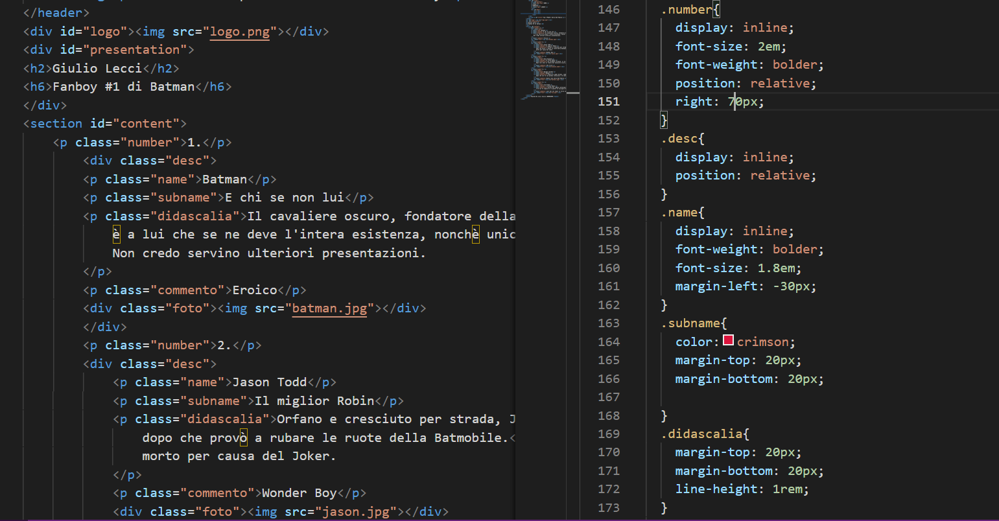 </header>
<div id="logo"><img src="logo.png"></div>
<div id="presentation">
<h2>Giulio Lecci</h2>
<h6>Fanboy #1 di Batman</h6>
</div>
<section id="content">
<p class="number">1.</p>
<div class="desc">
<p class="name">Batman</p>
<p class="subname">E chi se non lui</p>
<p class="didascalia">Il cavaliere oscuro, fondatore della
è a lui che se ne deve l'intera esistenza, nonchè unic
Non credo servino ulteriori presentazioni.
</p>
<p class="commento">Eroico</p>
<div class="foto"><img src="batman.jpg"></div>
</div>
<p class="number">2.</p>
<div class="desc">
<p class="name">Jason Todd</p>
<p class="subname">Il miglior Robin</p>
<p class="didascalia">Orfano e cresciuto per strada, J
dopo che provò a rubare le ruote della Batmobile.<
morto per causa del Joker.
</p>
<p class="commento">Wonder Boy</p>
<div class="foto"><img src="jason.jpg"></div>
146 .number{
147 display: inline;
148 font-size: 2em;
149 font-weight: bolder;
150 position: relative;
151 right: 70px;
152 }
153 .desc{
154 display: inline;
155 position: relative;
156 }
157 .name{
158 display: inline;
159 font-weight: bolder;
160 font-size: 1.8em;
161 margin-left: -30px;
162 }
163 .subname{
164 color: crimson;
165 margin-top: 20px;
166 margin-bottom: 20px;
167
168 }
169 .didascalia{
170 margin-top: 20px;
171 margin-bottom: 20px;
172 line-height: 1rem;
173 }